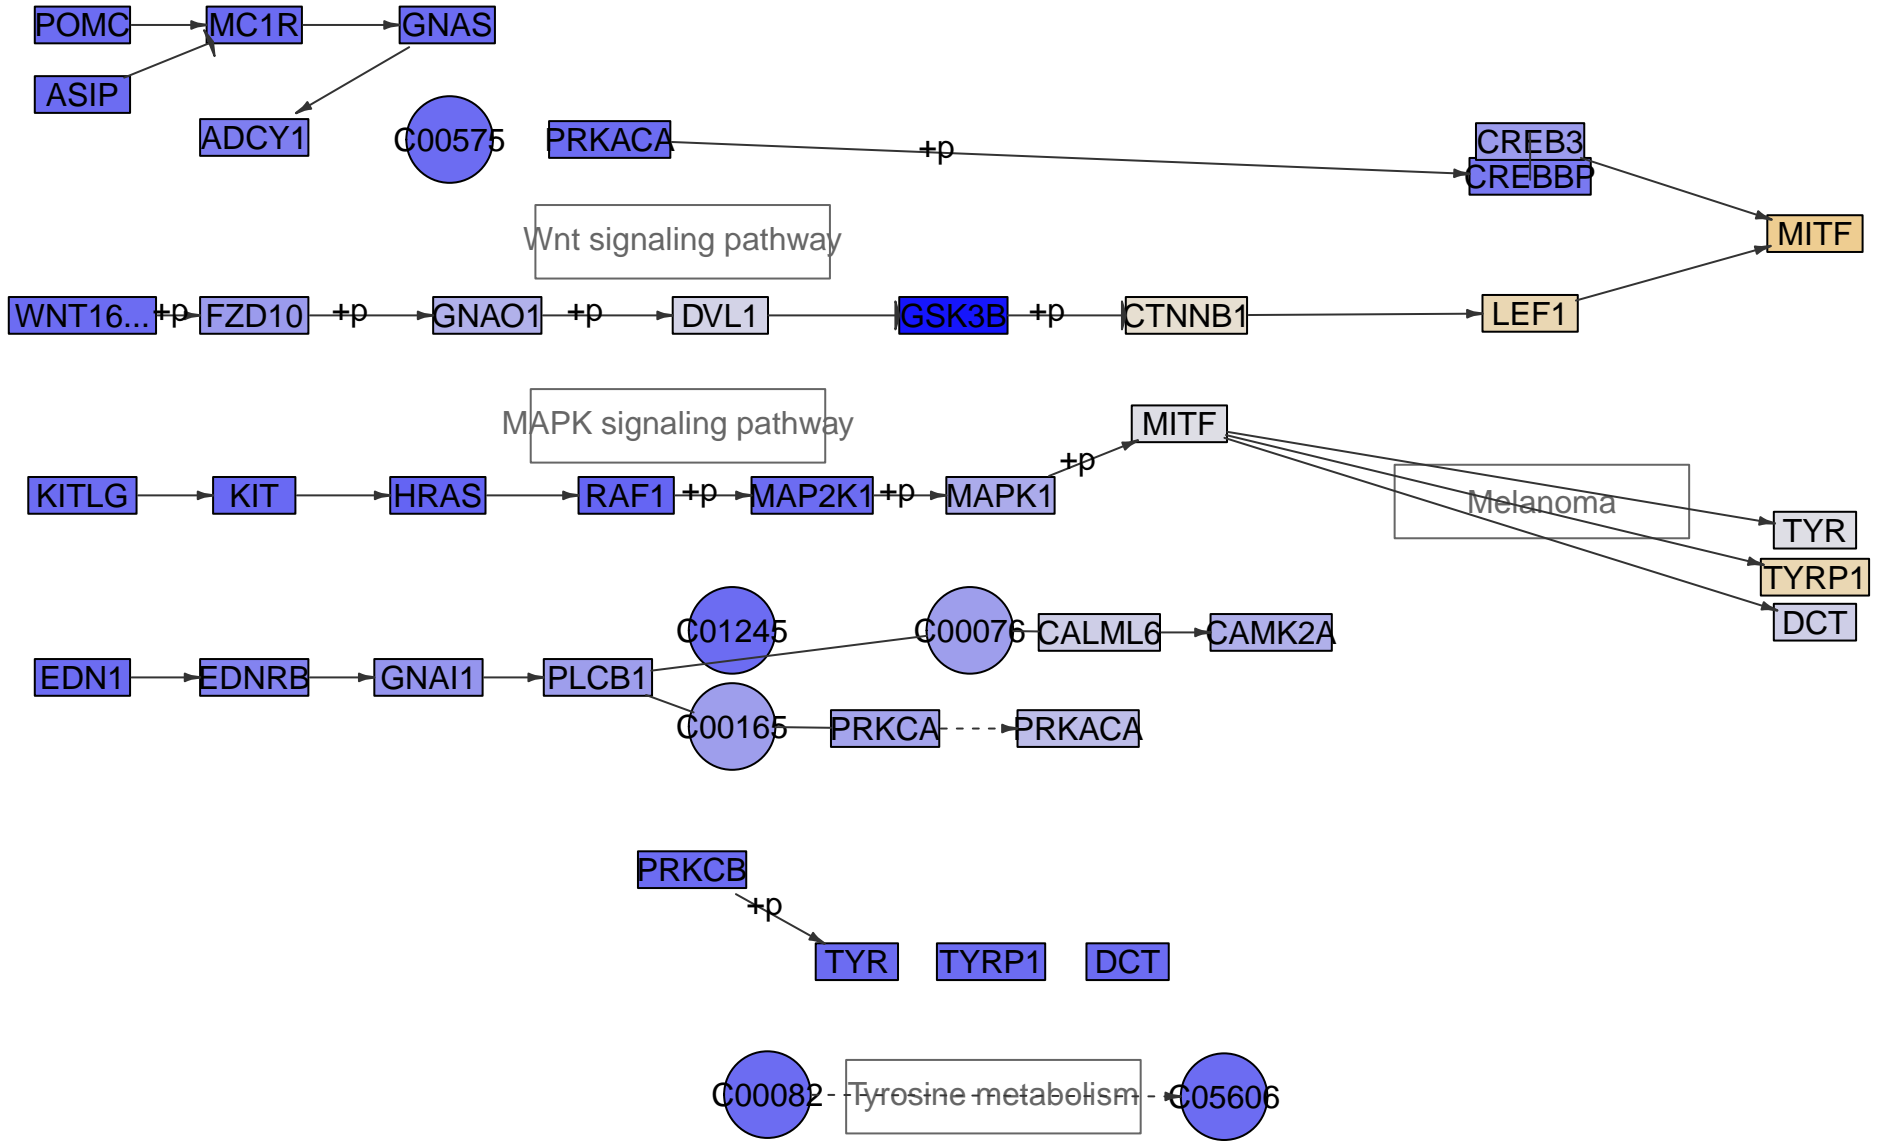 POMC MC1R GNAS
ASIP
ADCY1 C00575 PRKACA +p CREB3
CREBBP
Wnt signaling pathway MITF
WNT16... +p FZD10 +p GNAO1 +p DVL1 GSK3B +p CTNNB1 LEF1
MAPK signaling pathway MITF
+p
KITLG KIT HRAS RAF1 +p MAP2K1 +p MAPK1 Melanoma
TYR
TYRP1
C01245 C00076 CALML6 CAMK2A DCT
EDN1 EDNRB GNAI1 PLCB1
C00165 PRKCA PRKACA
PRKCB
+p
TYR TYRP1 DCT
C00082 Tyrosine metabolism C05606